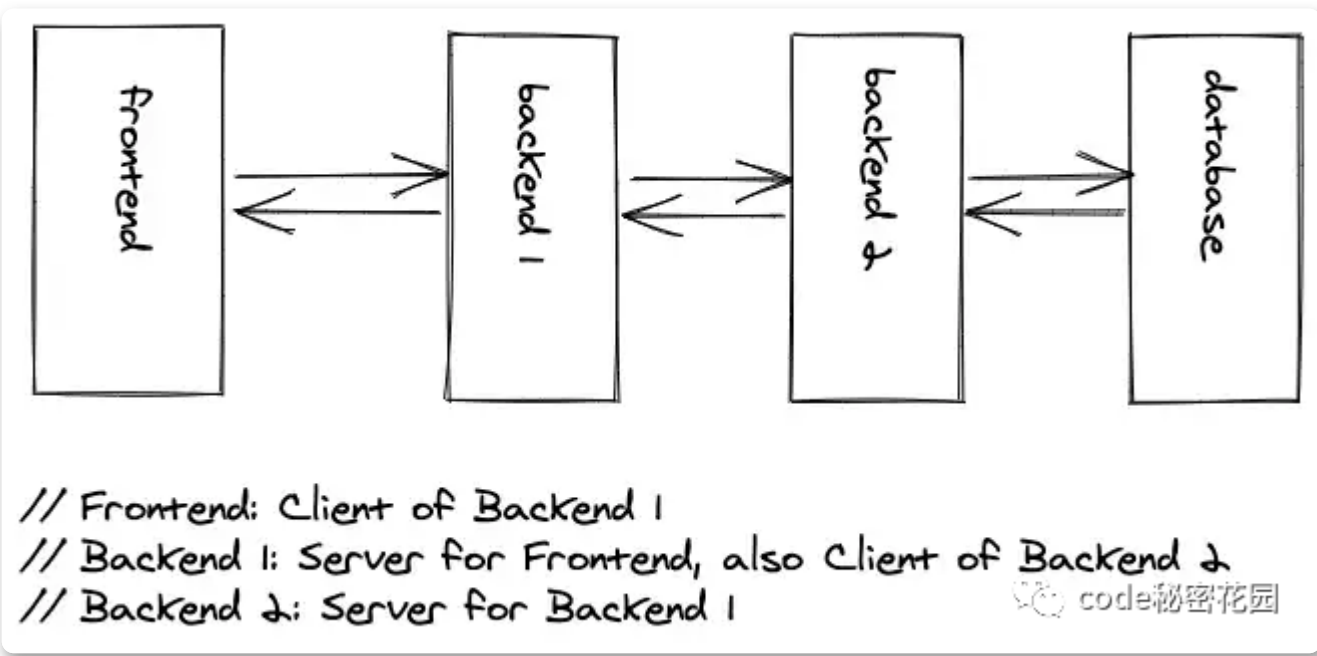 frontend
backend 1
backend 2
database
// Frontend: Client of Backend 1
// Backend 1: Server for Frontend, also Client of Backend 2
// Backend 2: Server for Backend 1
code秘密花园